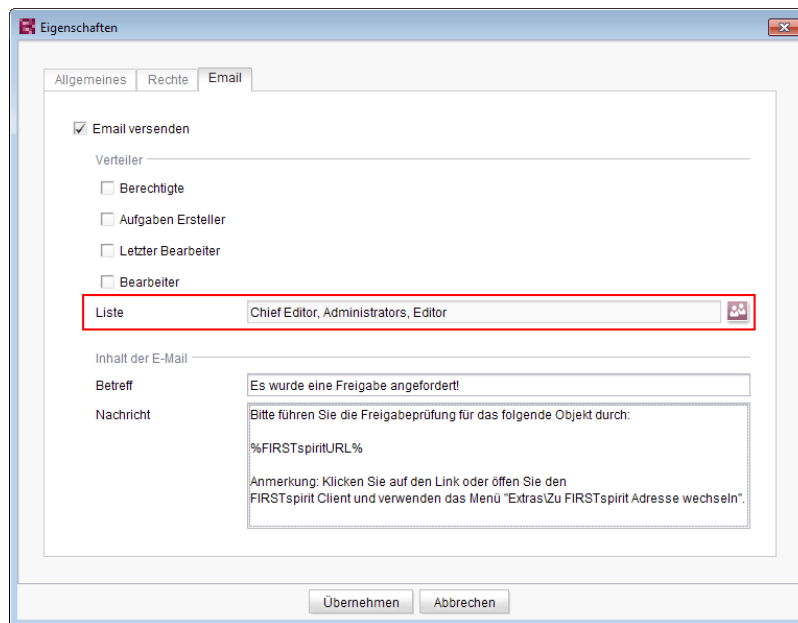 Eigenschaften
Allgemeines Rechte Email
Email versenden
Verteiler
Berechtigte
Aufgaben Ersteller
Letzter Bearbeiter
Bearbeiter
Liste Chief Editor, Administrators, Editor
Inhalt der E-Mail
Betreff Es wurde eine Freigabe angefordert!
Nachricht Bitte führen Sie die Freigabeprüfung für das folgende Objekt durch:
%FIRSTspiritURL%
Anmerkung: Klicken Sie auf den Link oder öffen Sie den
FIRSTspirit Client und verwenden das Menü "Extras\Zu FIRSTspirit Adresse wechseln".
Übernehmen Abbrechen